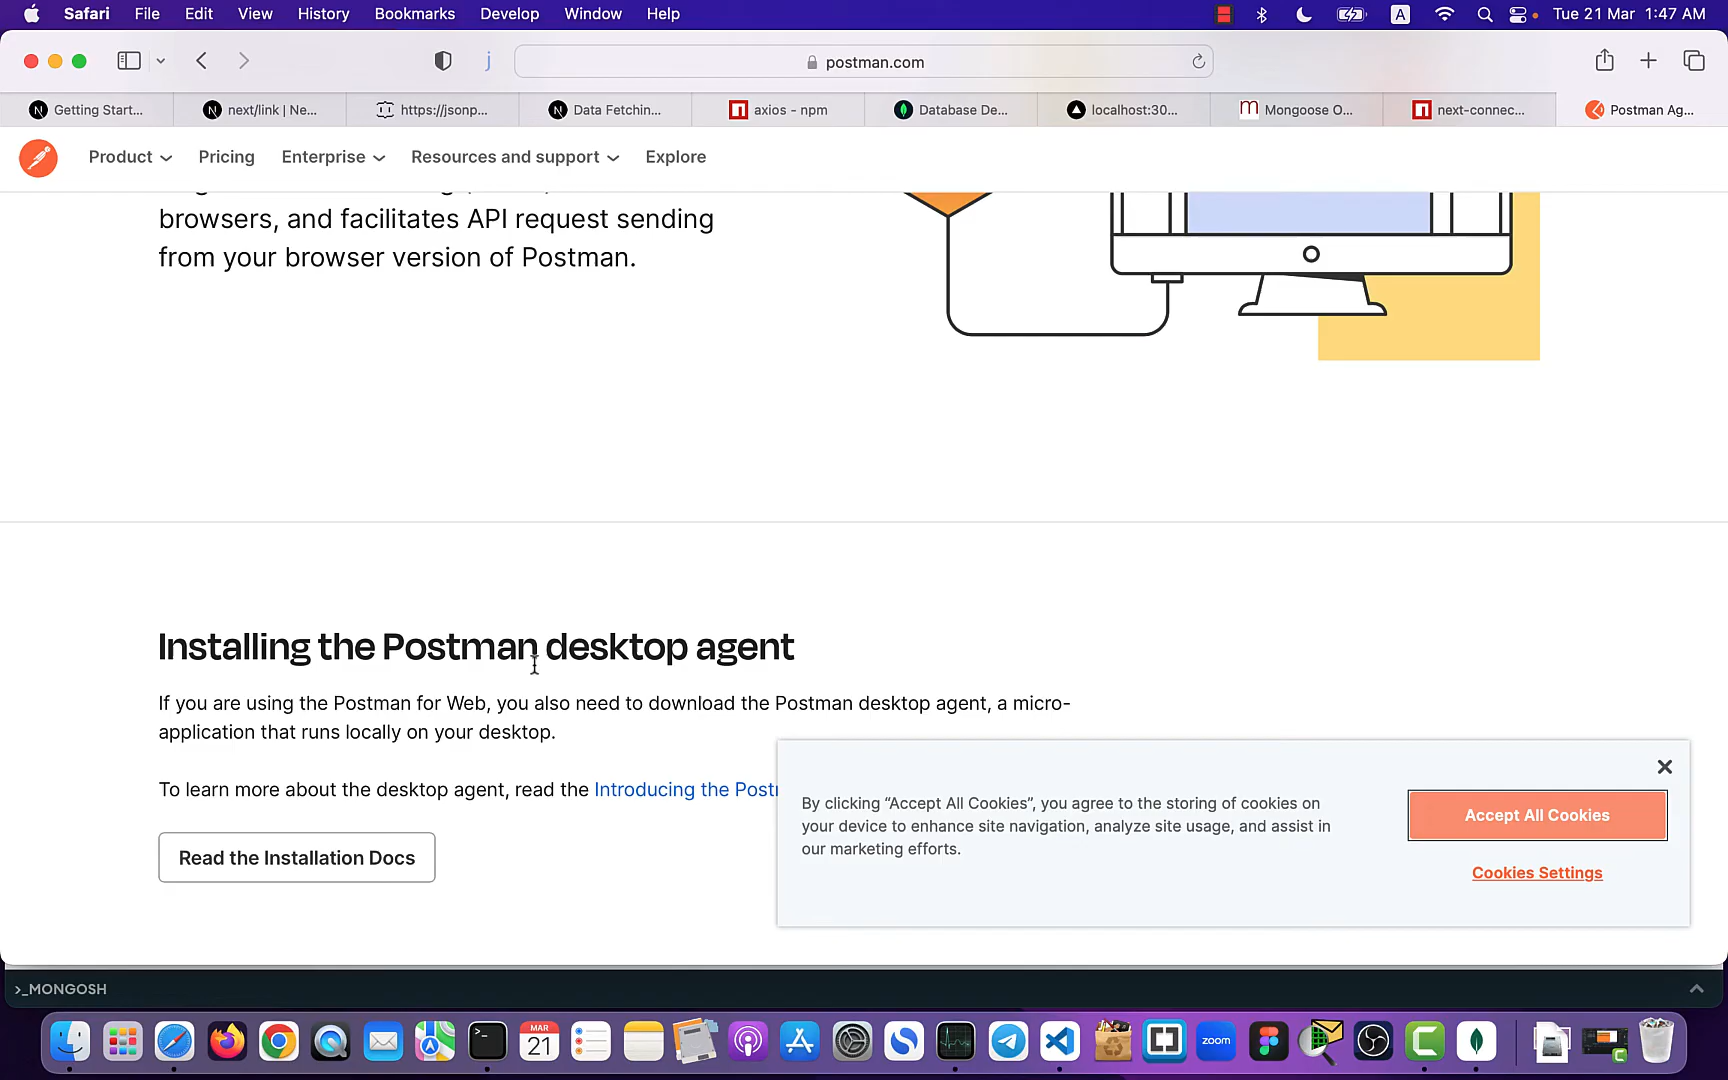 Safari File Edit View History Bookmarks Develop Window Help A Tue 21 Mar 1:47 AM
j postman.com
N Getting Start... N next/link | Ne... https://jsonp... N Data Fetchin... axios - npm Database De... localhost:30... Mongoose O... next-connec... Postman Ag...
Product Pricing Enterprise Resources and support Explore
browsers, and facilitates API request sending
from your browser version of Postman.
Installing the Postman desktop agent
If you are using the Postman for Web, you also need to download the Postman desktop agent, a micro-
application that runs locally on your desktop.
To learn more about the desktop agent, read the Introducing the Post
Read the Installation Docs
By clicking “Accept All Cookies”, you agree to the storing of cookies on
your device to enhance site navigation, analyze site usage, and assist in
our marketing efforts.
Accept All Cookies
Cookies Settings
>_MONGOSH
MAR
21
zoom